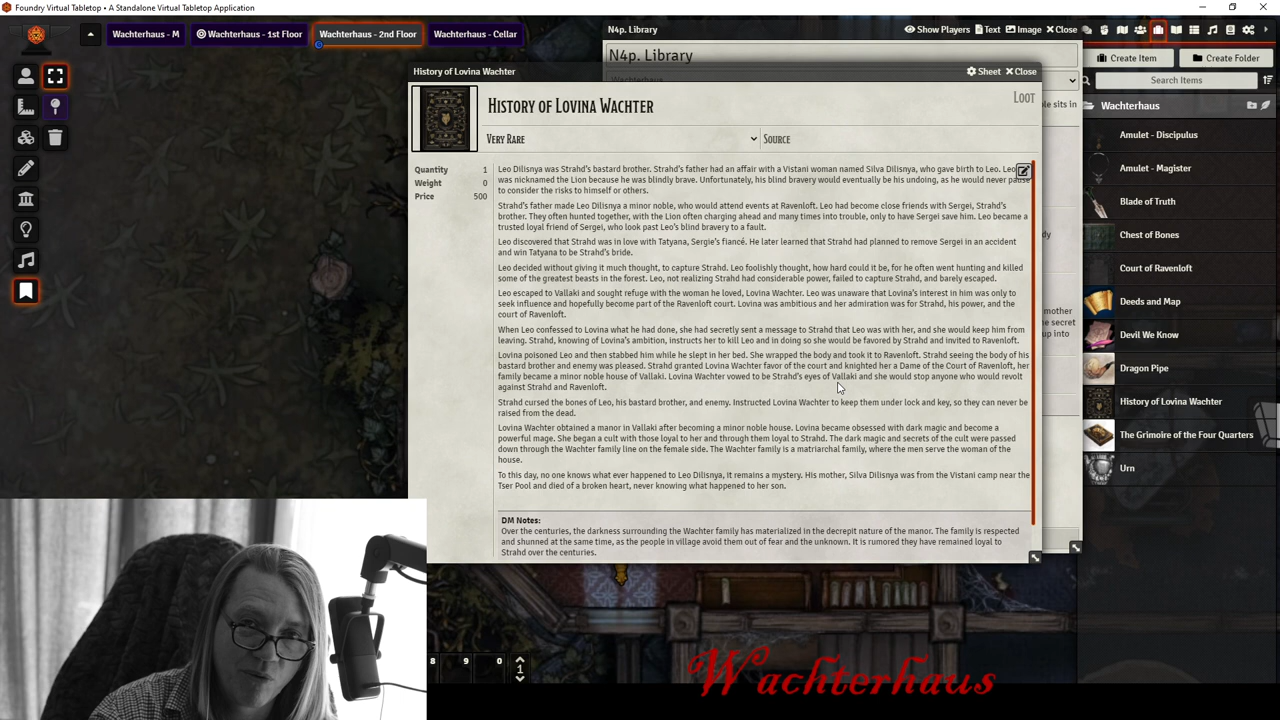 Foundry Virtual Tabletop • A Standalone Virtual Tabletop Application
Wachterhaus - M
Wachterhaus - 1st Floor
Wachterhaus - 2nd Floor
Wachterhaus - Cellar
N4p. Library
Show Players Text Image Close
N4p. Library
Create Item
Create Folder
Search Items
Wachterhaus
Amulet - Discipulus
Amulet - Magister
Blade of Truth
Chest of Bones
Court of Ravenloft
Deeds and Map
Devil We Know
Dragon Pipe
History of Lovina Wachter
The Grimoire of the Four Quarters
Urn
ble sits in
mother
e secret
up into
History of Lovina Wachter
Sheet Close
History of Lovina Wachter
Loot
Very Rare
Source
Quantity 1
Weight 0
Price 500
Leo Dilisnya was Strahd's bastard brother. Strahd's father had an affair with a Vistani woman named Silva Dilisnya, who gave birth to Leo. Leo
was nicknamed the Lion because he was blindly brave. Unfortunately, his blind bravery would eventually be his undoing, as he would never pause
to consider the risks to himself or others.
Strahd's father made Leo Dilisnya a minor noble, who would attend events at Ravenloft. Leo had become close friends with Sergei, Strahd's
brother. They often hunted together, with the Lion often charging ahead and many times into trouble, only to have Sergei save him. Leo became a
trusted loyal friend of Sergei, who look past Leo's blind bravery to a fault.
Leo discovered that Strahd was in love with Tatyana, Sergie's fiancé. He later learned that Strahd had planned to remove Sergei in an accident
and win Tatyana to be Strahd's bride.
Leo decided without giving it much thought, to capture Strahd. Leo foolishly thought, how hard could it be, for he often went hunting and killed
some of the greatest beasts in the forest. Leo, not realizing Strahd had considerable power, failed to capture Strahd, and barely escaped.
Leo escaped to Vallaki and sought refuge with the woman he loved, Lovina Wachter. Leo was unaware that Lovina's interest in him was only to
seek influence and hopefully become part of the Ravenloft court. Lovina was ambitious and her admiration was for Strahd, his power, and the
court of Ravenloft.
When Leo confessed to Lovina what he had done, she had secretly sent a message to Strahd that Leo was with her, and she would keep him from
leaving. Strahd, knowing of Lovina's ambition, instructs her to kill Leo and in doing so she would be favored by Strahd and invited to Ravenloft.
Lovina poisoned Leo and then stabbed him while he slept in her bed. She wrapped the body and took it to Ravenloft. Strahd seeing the body of his
bastard brother and enemy was pleased. Strahd granted Lovina favor of the court and knighted her a Dame of the Court of Ravenloft, her
family became a minor noble house of Vallaki. Lovina Wachter vowed to be Strahd's eyes of Vallaki and she would stop anyone who would revolt
against Strahd and Ravenloft.
Strahd cursed the bones of Leo, his bastard brother, and enemy. Instructed Lovina Wachter to keep them under lock and key, so they can never be
raised from the dead.
Lovina Wachter obtained a manor in Vallaki after becoming a minor noble house. Lovina became obsessed with dark magic and become a
powerful mage. She began a cult with those loyal to her and through them loyal to Strahd. The dark magic and secrets of the cult were passed
down through the Wachter family line on the female side. The Wachter family is a matriarchal family, where the men serve the woman of the
house.
To this day, no one knows what ever happened to Leo Dilisnya, it remains a mystery. His mother, Silva Dilisnya was from the Vistani camp near the
Tser Pool and died of a broken heart, never knowing what happened to her son.
DM Notes:
Over the centuries, the darkness surrounding the Wachter family has materialized in the decrepit nature of the manor. The family is respected
and shunned at the same time, as the people in village avoid them out of fear and the unknown. It is rumored they have remained loyal to
Strahd over the centuries.
8 9 0
1
Wachterhaus